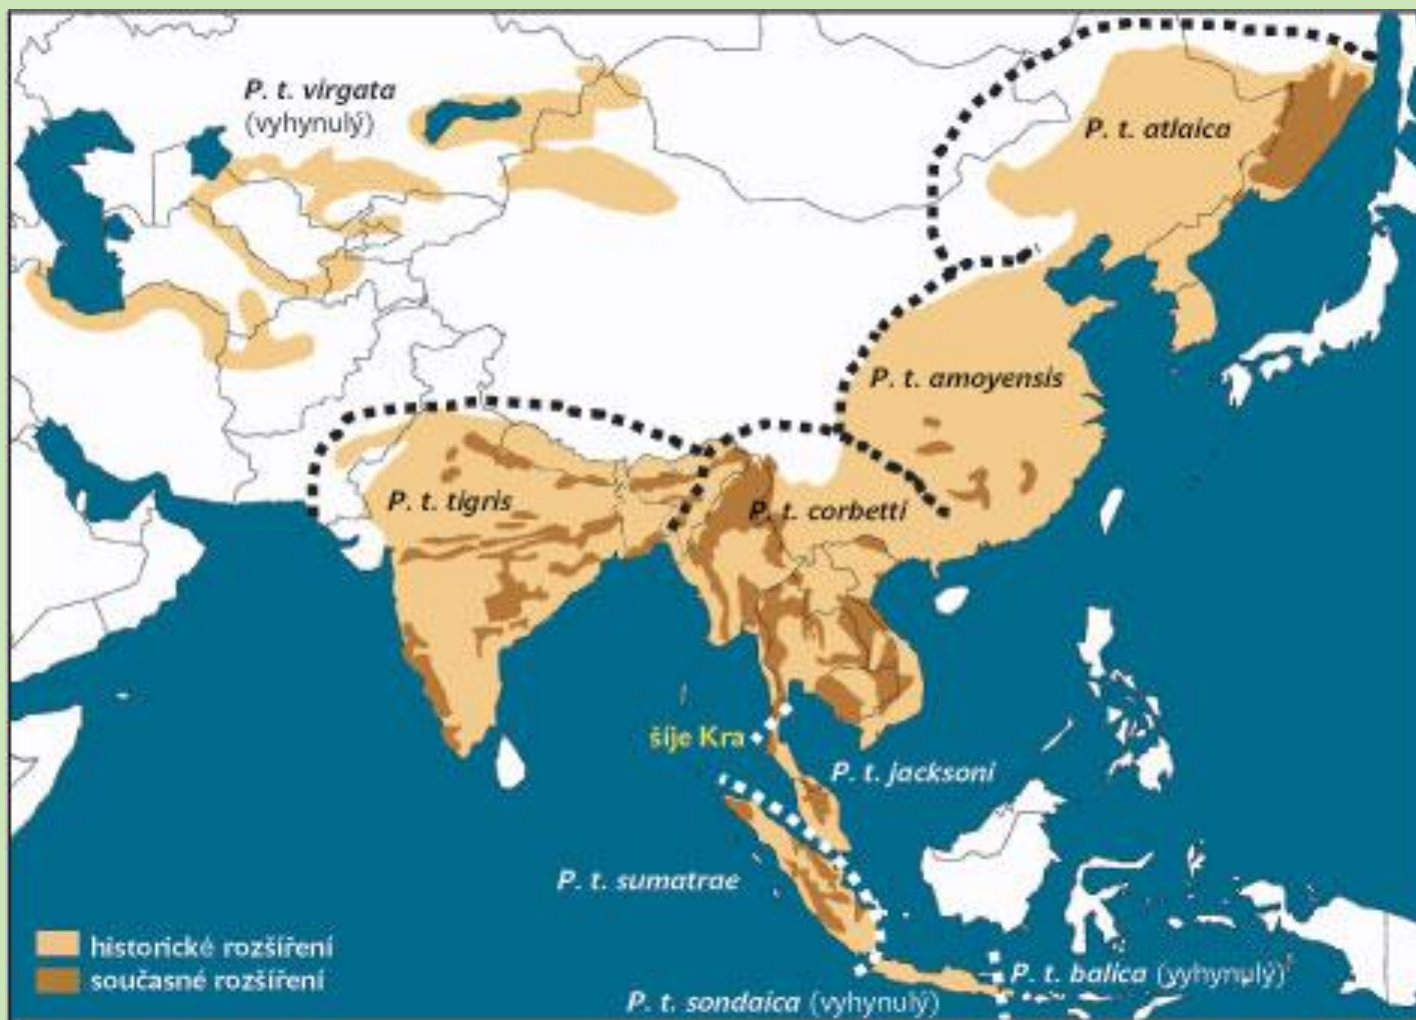 P. t. virgata
(vyhynulý)
P. t. atlaica
P. t. amoyensis
P. t. tigris
P. t. corbetti
šíje Kra
P. t. jacksoni
P. t. sumatrae
historické rozšíření
současné rozšíření
P. t. balica (vyhynulý)
P. t. sondaica (vyhynulý)